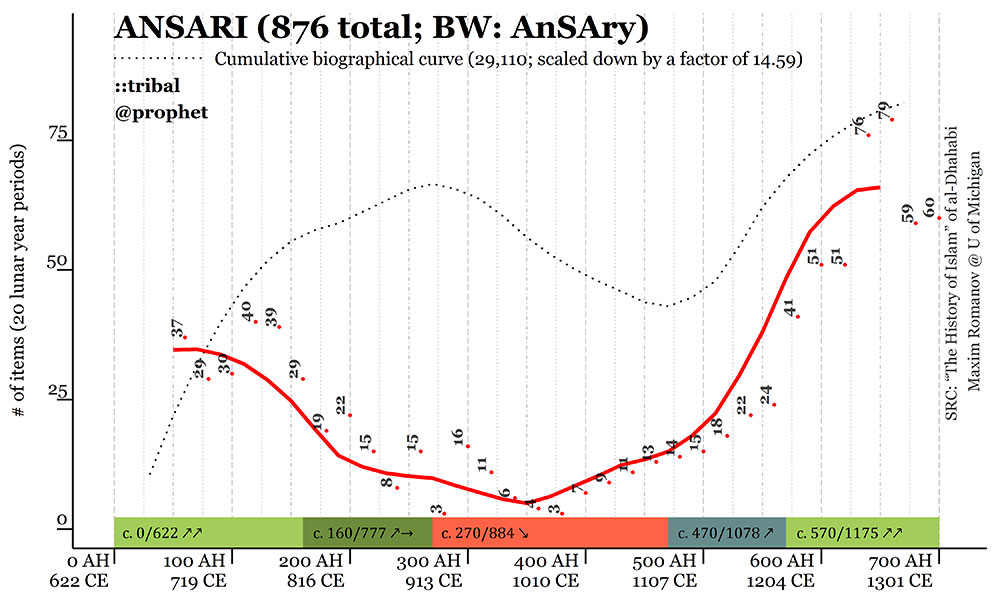 ANSARI (876 total; BW: AnSAry)
Cumulative biographical curve (29,110; scaled down by a factor of 14.59)
::tribal
@prophet
# of items (20 lunar year periods)
75
50
25
0
37
29
30
40
39
29
19
22
15
8
15
3
16
11
6
4
3
7
9
11
13
14
15
18
22
24
41
51
51
76
79
59
60
c. 0/622 ↗↗
c. 160/777 ↗→
c. 270/884 ↘
c. 470/1078 ↗
c. 570/1175 ↗↗
0 AH
622 CE
100 AH
719 CE
200 AH
816 CE
300 AH
913 CE
400 AH
1010 CE
500 AH
1107 CE
600 AH
1204 CE
700 AH
1301 CE
SRC: “The History of Islam” of al-Dhahabi
Maxim Romanov @ U of Michigan